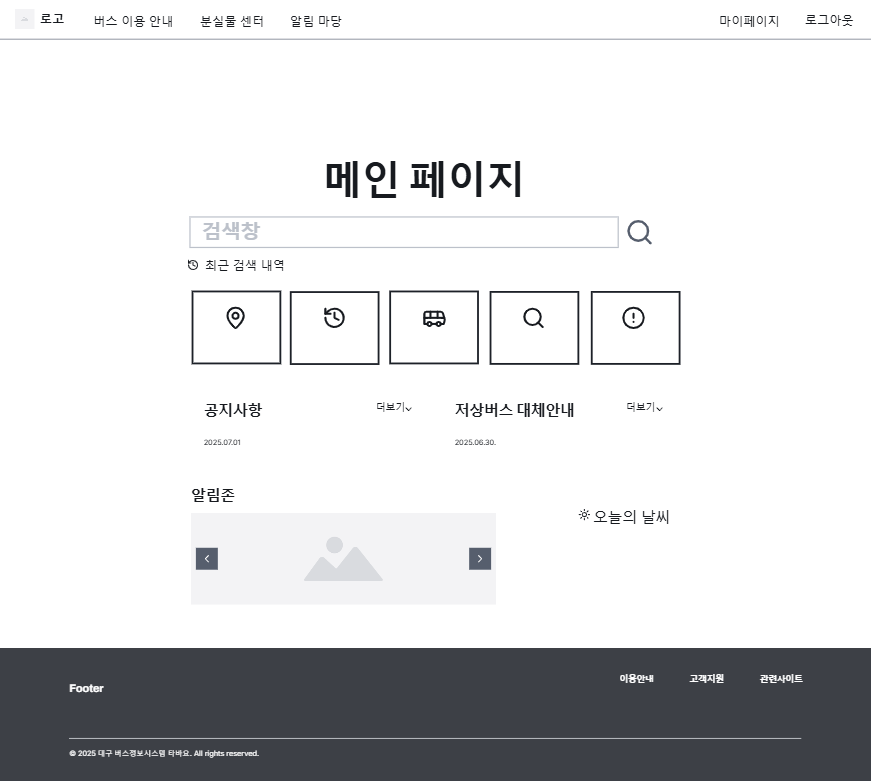 로고 버스 이용 안내 분실물 센터 알림 마당 마이페이지 로그아웃
메인 페이지
검색창
최근 검색 내역
공지사항 더보기 저상버스 대체안내 더보기
2025.07.01 2025.06.30.
알림존
오늘의 날씨
이용안내 고객지원 관련사이트
Footer
© 2025 대구 버스정보시스템 타바요. All rights reserved.